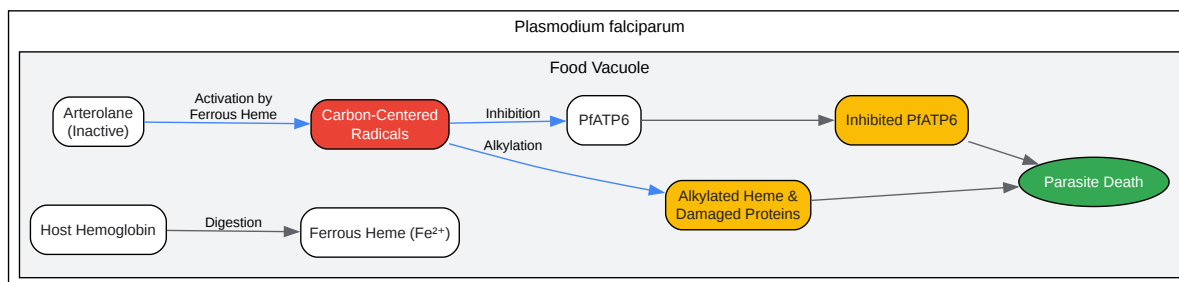 Plasmodium falciparum
Food Vacuole
Arterolane
(Inactive)
Activation by
Ferrous Heme
Carbon-Centered
Radicals
Inhibition
PfATP6
Inhibited PfATP6
Alkylation
Alkylated Heme &
Damaged Proteins
Parasite Death
Host Hemoglobin
Digestion
Ferrous Heme (Fe²⁺)